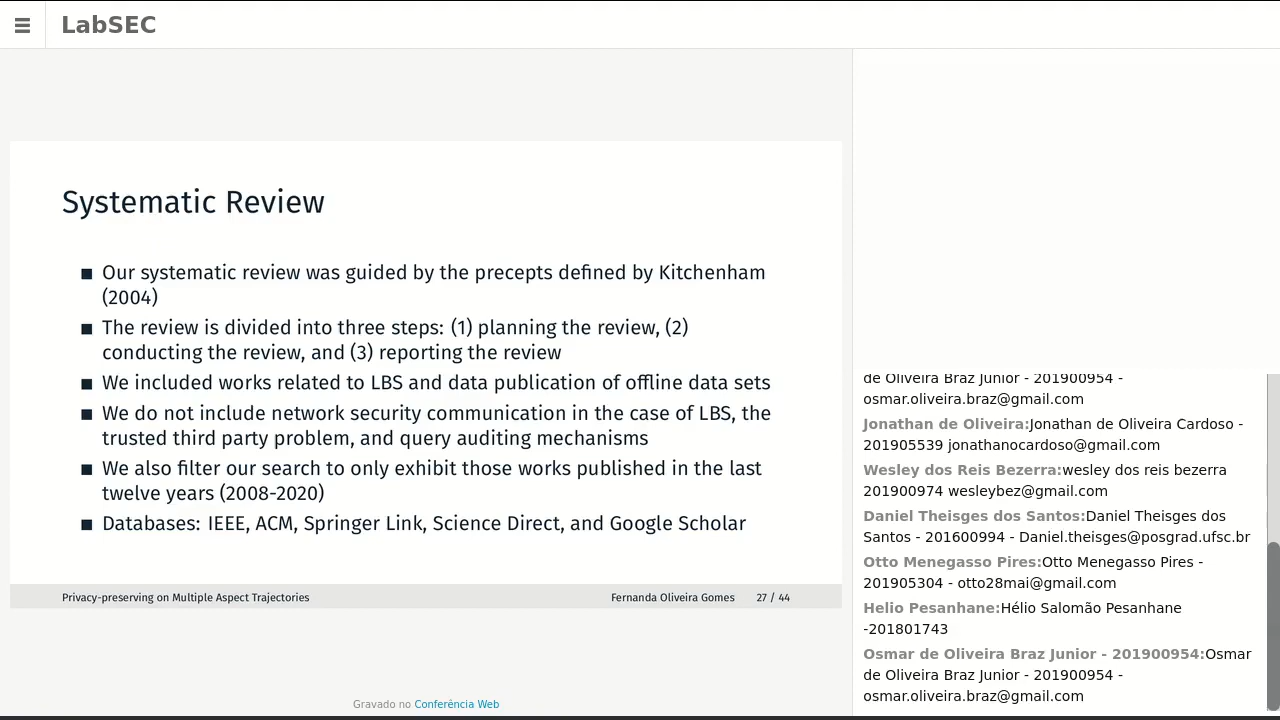 LabSEC
Systematic Review
■ Our systematic review was guided by the precepts defined by Kitchenham
(2004)
■ The review is divided into three steps: (1) planning the review, (2)
conducting the review, and (3) reporting the review
■ We included works related to LBS and data publication of offline data sets
■ We do not include network security communication in the case of LBS, the
trusted third party problem, and query auditing mechanisms
■ We also filter our search to only exhibit those works published in the last
twelve years (2008-2020)
■ Databases: IEEE, ACM, Springer Link, Science Direct, and Google Scholar
Privacy-preserving on Multiple Aspect Trajectories Fernanda Oliveira Gomes 27 / 44
Gravado no Conferência Web
de Oliveira Braz Junior - 201900954 -
osmar.oliveira.braz@gmail.com
Jonathan de Oliveira:Jonathan de Oliveira Cardoso -
201905539 jonathanocardoso@gmail.com
Wesley dos Reis Bezerra:wesley dos reis bezerra
201900974 wesleybez@gmail.com
Daniel Theisges dos Santos:Daniel Theisges dos
Santos - 201600994 - Daniel.theisges@posgrad.ufsc.br
Otto Menegasso Pires:Otto Menegasso Pires -
201905304 - otto28mai@gmail.com
Helio Pesanhane:Hélio Salomão Pesanhane
-201801743
Osmar de Oliveira Braz Junior - 201900954:Osmar
de Oliveira Braz Junior - 201900954 -
osmar.oliveira.braz@gmail.com